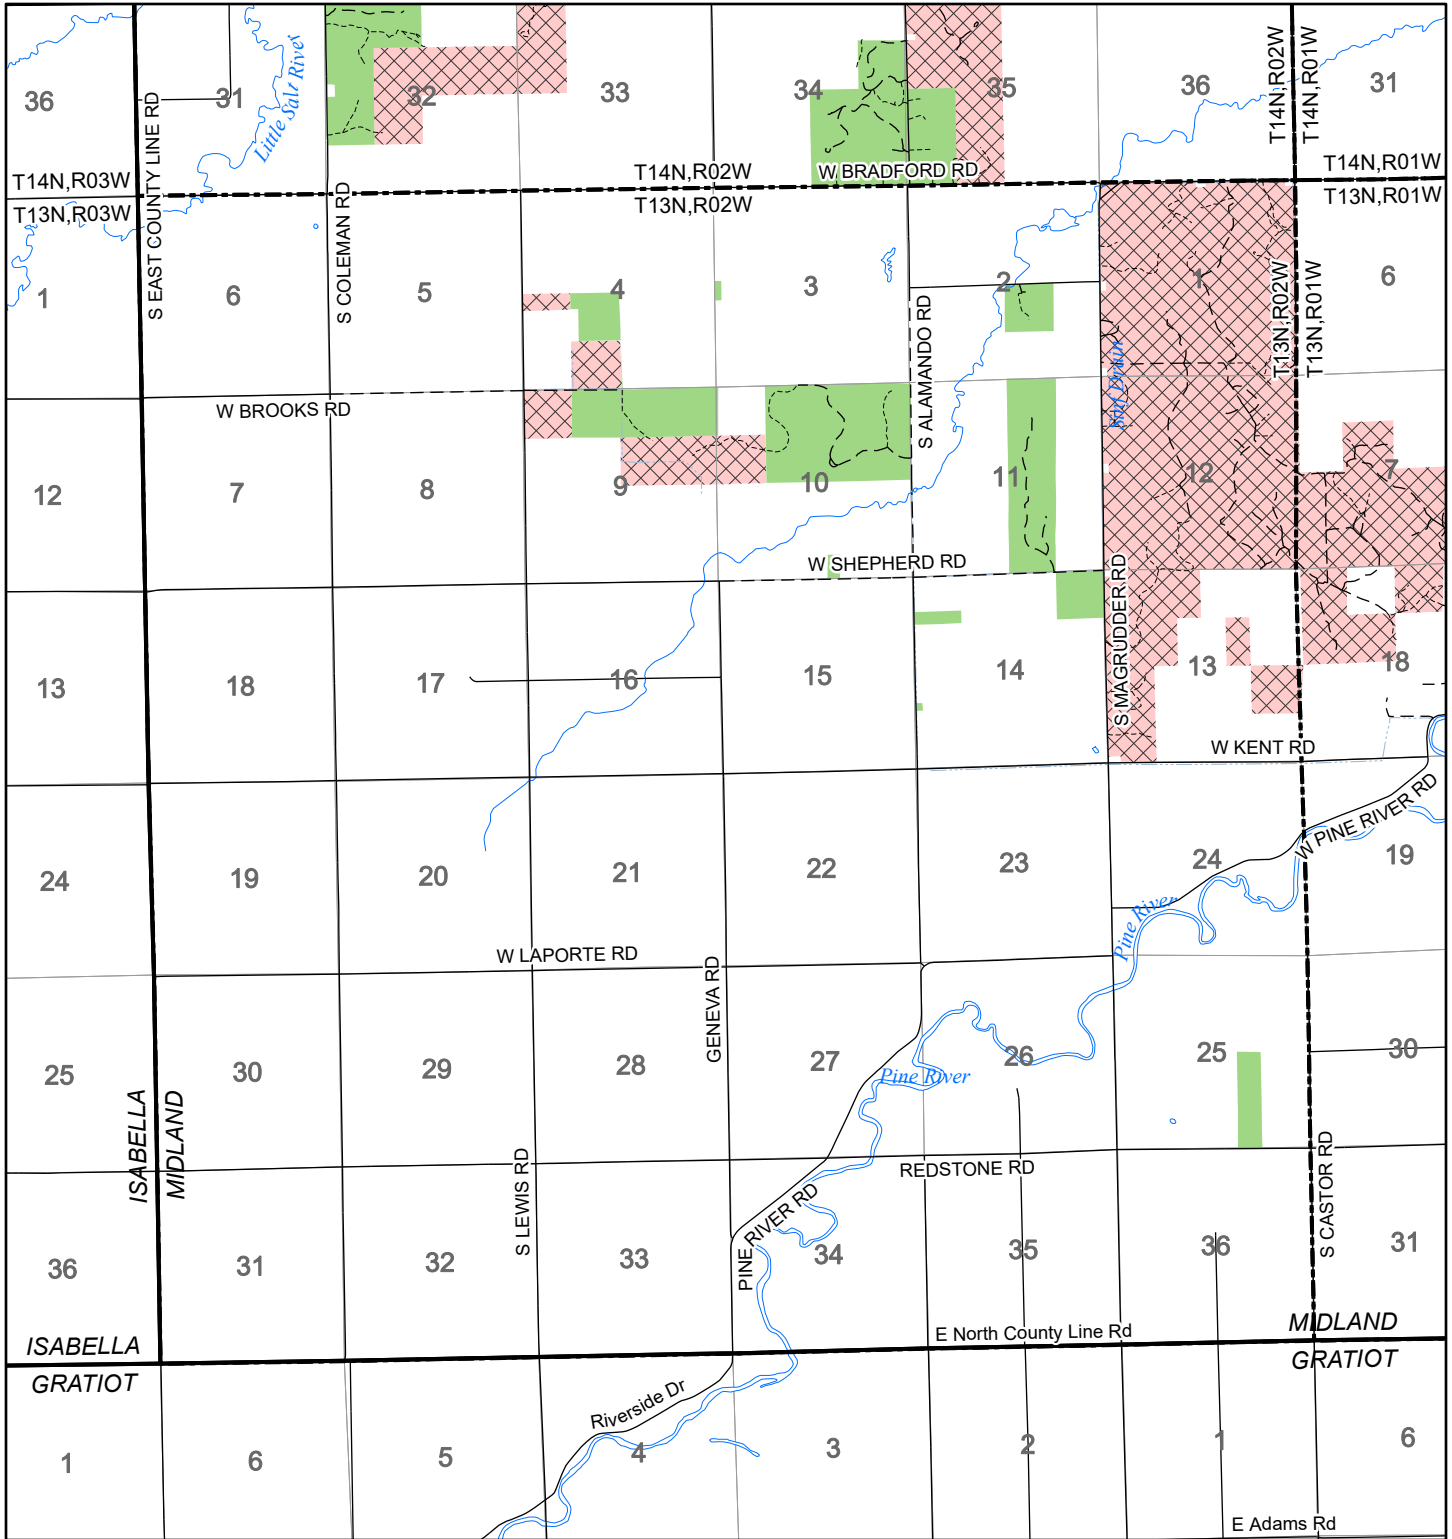 36
31
32
33
34
35
36
31
S EAST COUNTY LINE RD
Little Salt River
T14N,R02W
T14N,R01W
T14N,R03W
T14N,R02W
W BRADFORD RD
T14N,R01W
T13N,R03W
T13N,R02W
T13N,R01W
S COLEMAN RD
1
6
5
4
3
2
1
6
T13N,R02W
T13N,R01W
S ALAMANDO RD
W BROOKS RD
12
7
8
9
10
11
12
7
W SHEPHERD RD
S MAGRUDDER RD
13
18
17
16
15
14
13
18
W KENT RD
W PINE RIVER RD
24
19
20
21
22
23
24
19
Pine River
W LAPORTE RD
GENEVA RD
25
30
29
28
27
26
25
30
Pine River
ISABELLA
MIDLAND
S LEWIS RD
REDSTONE RD
S CASTOR RD
PINE RIVER RD
36
31
32
33
34
35
36
31
E North County Line Rd
MIDLAND
ISABELLA
GRATIOT
GRATIOT
Riverside Dr
1
6
5
4
3
2
1
6
E Adams Rd